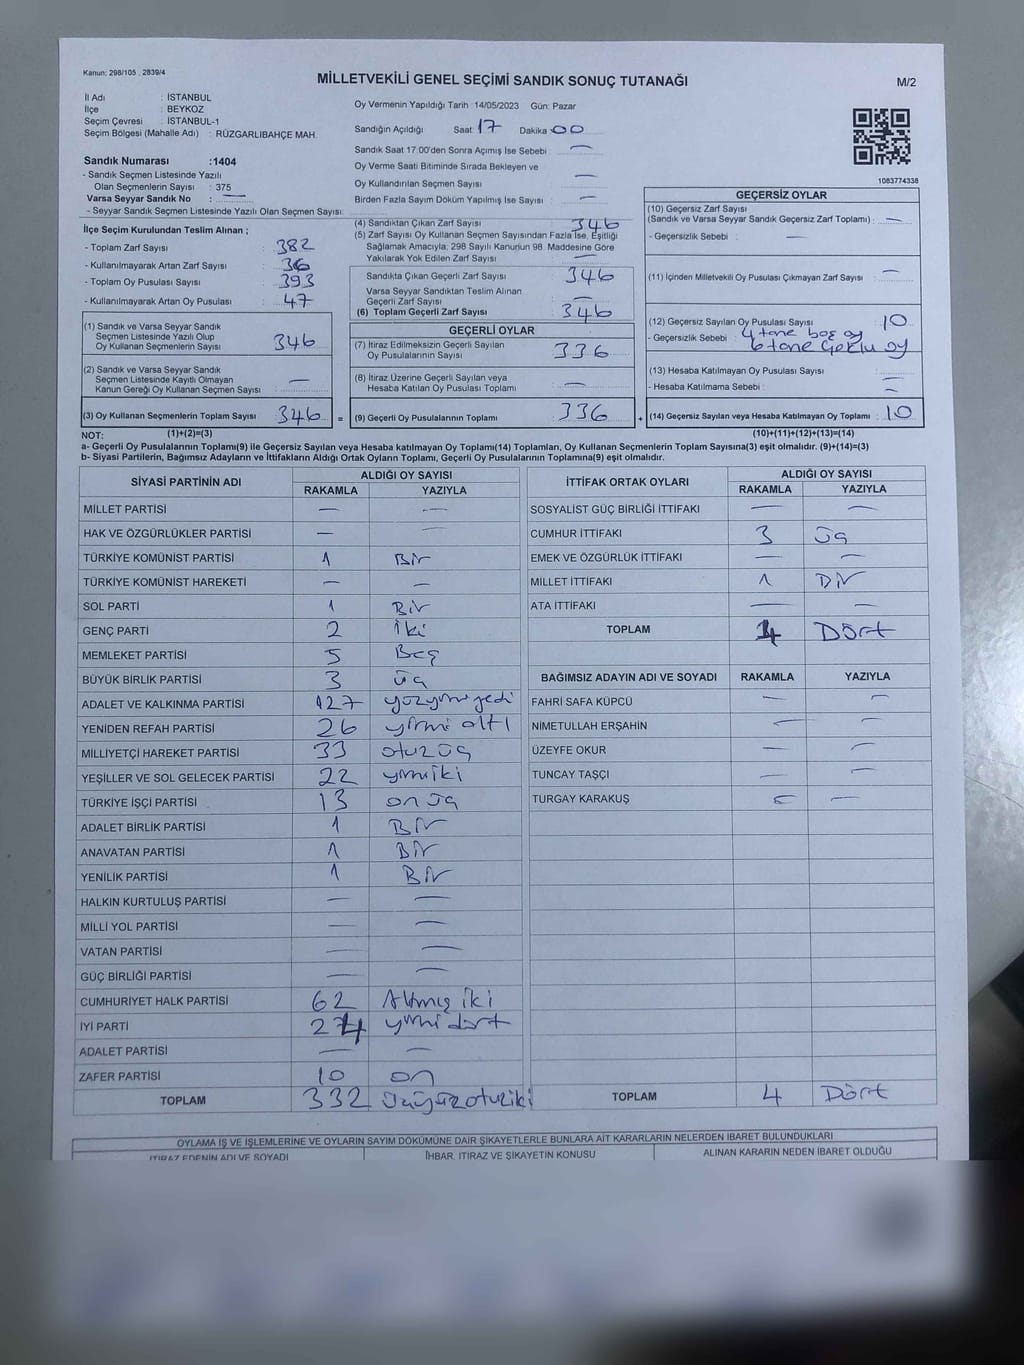 Kanun: 298/105 , 2839/4
MİLLETVEKİLİ GENEL SEÇİMİ SANDIK SONUÇ TUTANAĞI
M/2
İl Adı : İSTANBUL
İlçe : BEYKOZ
Seçim Çevresi : İSTANBUL-1
Seçim Bölgesi (Mahalle Adı) : RÜZGARLIBAHÇE MAH.
Oy Vermenin Yapıldığı Tarih : 14/05/2023 Gün: Pazar
Sandığın Açıldığı Saat: 17 Dakika :00
Sandık Saat 17:00'den Sonra Açımış İse Sebebi : —
Oy Verme Saati Bitiminde Sırada Bekleyen ve
Oy Kullandırılan Seçmen Sayısı —
Birden Fazla Sayım Döküm Yapılmış İse Sayısı : —
1083774338
Sandık Numarası :1404
- Sandık Seçmen Listesinde Yazılı
Olan Seçmenlerin Sayısı : 375
Varsa Seyyar Sandık No : —
- Seyyar Sandık Seçmen Listesinde Yazılı Olan Seçmen Sayısı:
İlçe Seçim Kurulundan Teslim Alınan ;
- Toplam Zarf Sayısı : 382
- Kullanılmayarak Artan Zarf Sayısı : 36
- Toplam Oy Pusulası Sayısı : 393
- Kullanılmayarak Artan Oy Pusulası : 47
(1) Sandık ve Varsa Seyyar Sandık
Seçmen Listesinde Yazılı Olup
Oy Kullanan Seçmenlerin Sayısı : 346
(2) Sandık ve Varsa Seyyar Sandık
Seçmen Listesinde Kayıtlı Olmayan
Kanun Gereği Oy Kullanan Seçmen Sayısı : —
(3) Oy Kullanan Seçmenlerin Toplam Sayısı : 346 =
(4) Sandıktan Çıkan Zarf Sayısı : 346
(5) Zarf Sayısı Oy Kullanan Seçmen Sayısından Fazla İse, Eşitliği
Sağlamak Amacıyla; 298 Sayılı Kanunun 98. Maddesine Göre
Yakılarak Yok Edilen Zarf Sayısı : —
Sandıkta Çıkan Geçerli Zarf Sayısı : 346
Varsa Seyyar Sandıktan Teslim Alınan
Geçerli Zarf Sayısı : —
(6) Toplam Geçerli Zarf Sayısı : 346
GEÇERLİ OYLAR
(7) İtiraz Edilmeksizin Geçerli Sayılan
Oy Pusulalarının Sayısı : 336
(8) İtiraz Üzerine Geçerli Sayılan veya
Hesaba Katılan Oy Pusulası Toplamı : —
(9) Geçerli Oy Pusulalarının Toplamı : 336 +
GEÇERSİZ OYLAR
(10) Geçersiz Zarf Sayısı
(Sandık ve Varsa Seyyar Sandık Geçersiz Zarf Toplamı) : —
- Geçersizlik Sebebi : —
(11) İçinden Milletvekili Oy Pusulası Çıkmayan Zarf Sayısı : —
(12) Geçersiz Sayılan Oy Pusulası Sayısı : 10
- Geçersizlik Sebebi : 4 tane boş oy
6 tane oy
(13) Hesaba Katılmayan Oy Pusulası Sayısı : —
- Hesaba Katılmama Sebebi : —
(14) Geçersiz Sayılan veya Hesaba Katılmayan Oy Toplamı : 10
NOT: (1)+(2)=(3) (10)+(11)+(12)+(13)=(14)
a- Geçerli Oy Pusulalarının Toplamı(9) ile Geçersiz Sayılan veya Hesaba katılmayan Oy Toplamı(14) Toplamları, Oy Kullanan Seçmenlerin Toplam Sayısına(3) eşit olmalıdır. (9)+(14)=(3)
b- Siyasi Partilerin, Bağımsız Adayların ve İttifakların Aldığı Ortak Oyların Toplamı, Geçerli Oy Pusulalarının Toplamına(9) eşit olmalıdır.
SİYASİ PARTİNİN ADI ALDIĞI OY SAYISI
RAKAMLA YAZIYLA
MİLLET PARTİSİ — —
HAK VE ÖZGÜRLÜKLER PARTİSİ — —
TÜRKİYE KOMÜNİST PARTİSİ 1 Bir
TÜRKİYE KOMÜNİST HAREKETİ — —
SOL PARTİ 1 Bir
GENÇ PARTİ 2 iki
MEMLEKET PARTİSİ 5 Beş
BÜYÜK BİRLİK PARTİSİ 3 üç
ADALET VE KALKINMA PARTİSİ 127 yüzyirmiyedi
YENİDEN REFAH PARTİSİ 26 yirmi altı
MİLLİYETÇİ HAREKET PARTİSİ 33 otuz üç
YEŞİLLER VE SOL GELECEK PARTİSİ 22 yirmiiki
TÜRKİYE İŞÇİ PARTİSİ 13 on üç
ADALET BİRLİK PARTİSİ 1 Bir
ANAVATAN PARTİSİ 1 Bir
YENİLİK PARTİSİ 1 Bir
HALKIN KURTULUŞ PARTİSİ — —
MİLLİ YOL PARTİSİ — —
VATAN PARTİSİ — —
GÜÇ BİRLİĞİ PARTİSİ — —
CUMHURİYET HALK PARTİSİ 62 Altmış iki
İYİ PARTİ 24 yirmi dört
ADALET PARTİSİ — —
ZAFER PARTİSİ 10 on
TOPLAM 332 üçyüzotuziki
İTTİFAK ORTAK OYLARI ALDIĞI OY SAYISI
RAKAMLA YAZIYLA
SOSYALİST GÜÇ BİRLİĞİ İTTİFAKI — —
CUMHUR İTTİFAKI 3 üç
EMEK VE ÖZGÜRLÜK İTTİFAKI — —
MİLLET İTTİFAKI 1 Bir
ATA İTTİFAKI — —
TOPLAM 4 Dört
BAĞIMSIZ ADAYIN ADI VE SOYADI RAKAMLA YAZIYLA
FAHRİ SAFA KÜPCÜ — —
NİMETULLAH ERŞAHİN — —
ÜZEYFE OKUR — —
TUNCAY TAŞÇI — —
TURGAY KARAKUŞ — —
TOPLAM 4 Dört
OYLAMA İŞ VE İŞLEMLERİNE VE OYLARIN SAYIM DÖKÜMÜNE DAİR ŞİKAYETLERLE BUNLARA AİT KARARLARIN NELERDEN İBARET BULUNDUKLARI
İTİRAZ EDENİN ADI VE SOYADI İHBAR, İTİRAZ VE ŞİKAYETİN KONUSU ALINAN KARARIN NEDEN İBARET OLDUĞU